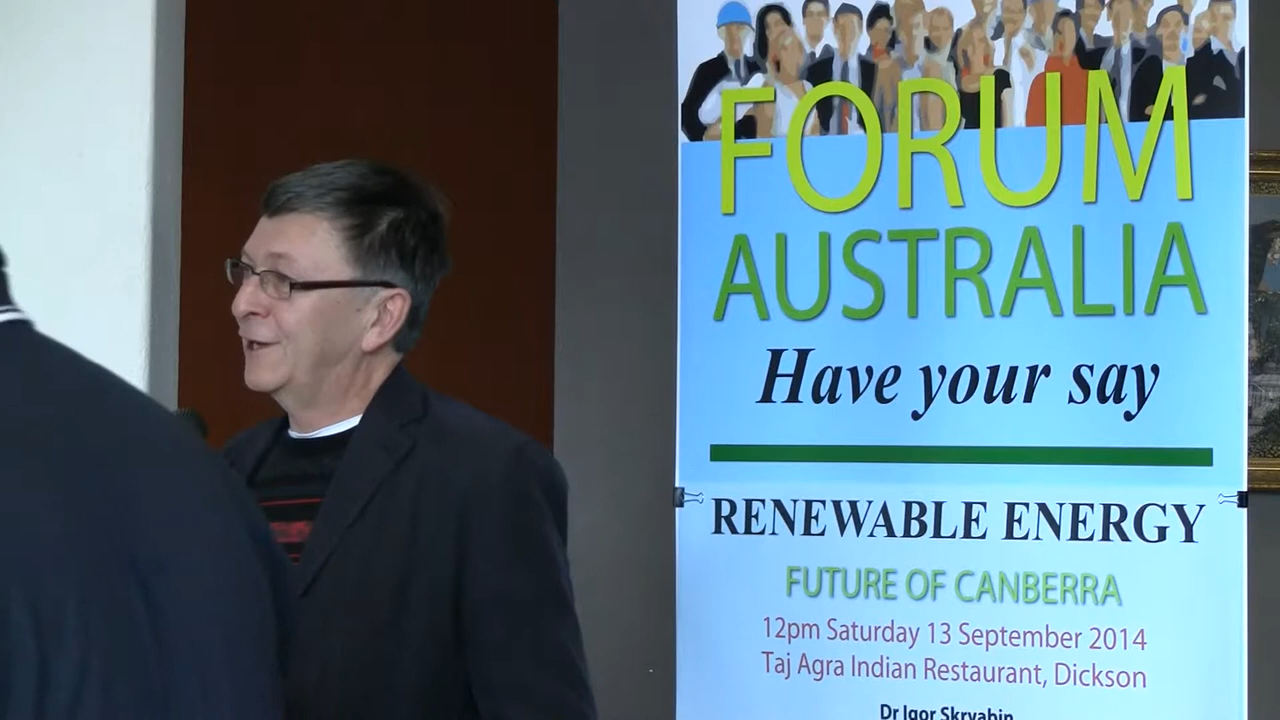 FORUM
AUSTRALIA
Have your say
RENEWABLE ENERGY
FUTURE OF CANBERRA
12pm Saturday 13 September 2014
Taj Agra Indian Restaurant, Dickson
Dr Igor Skryabin